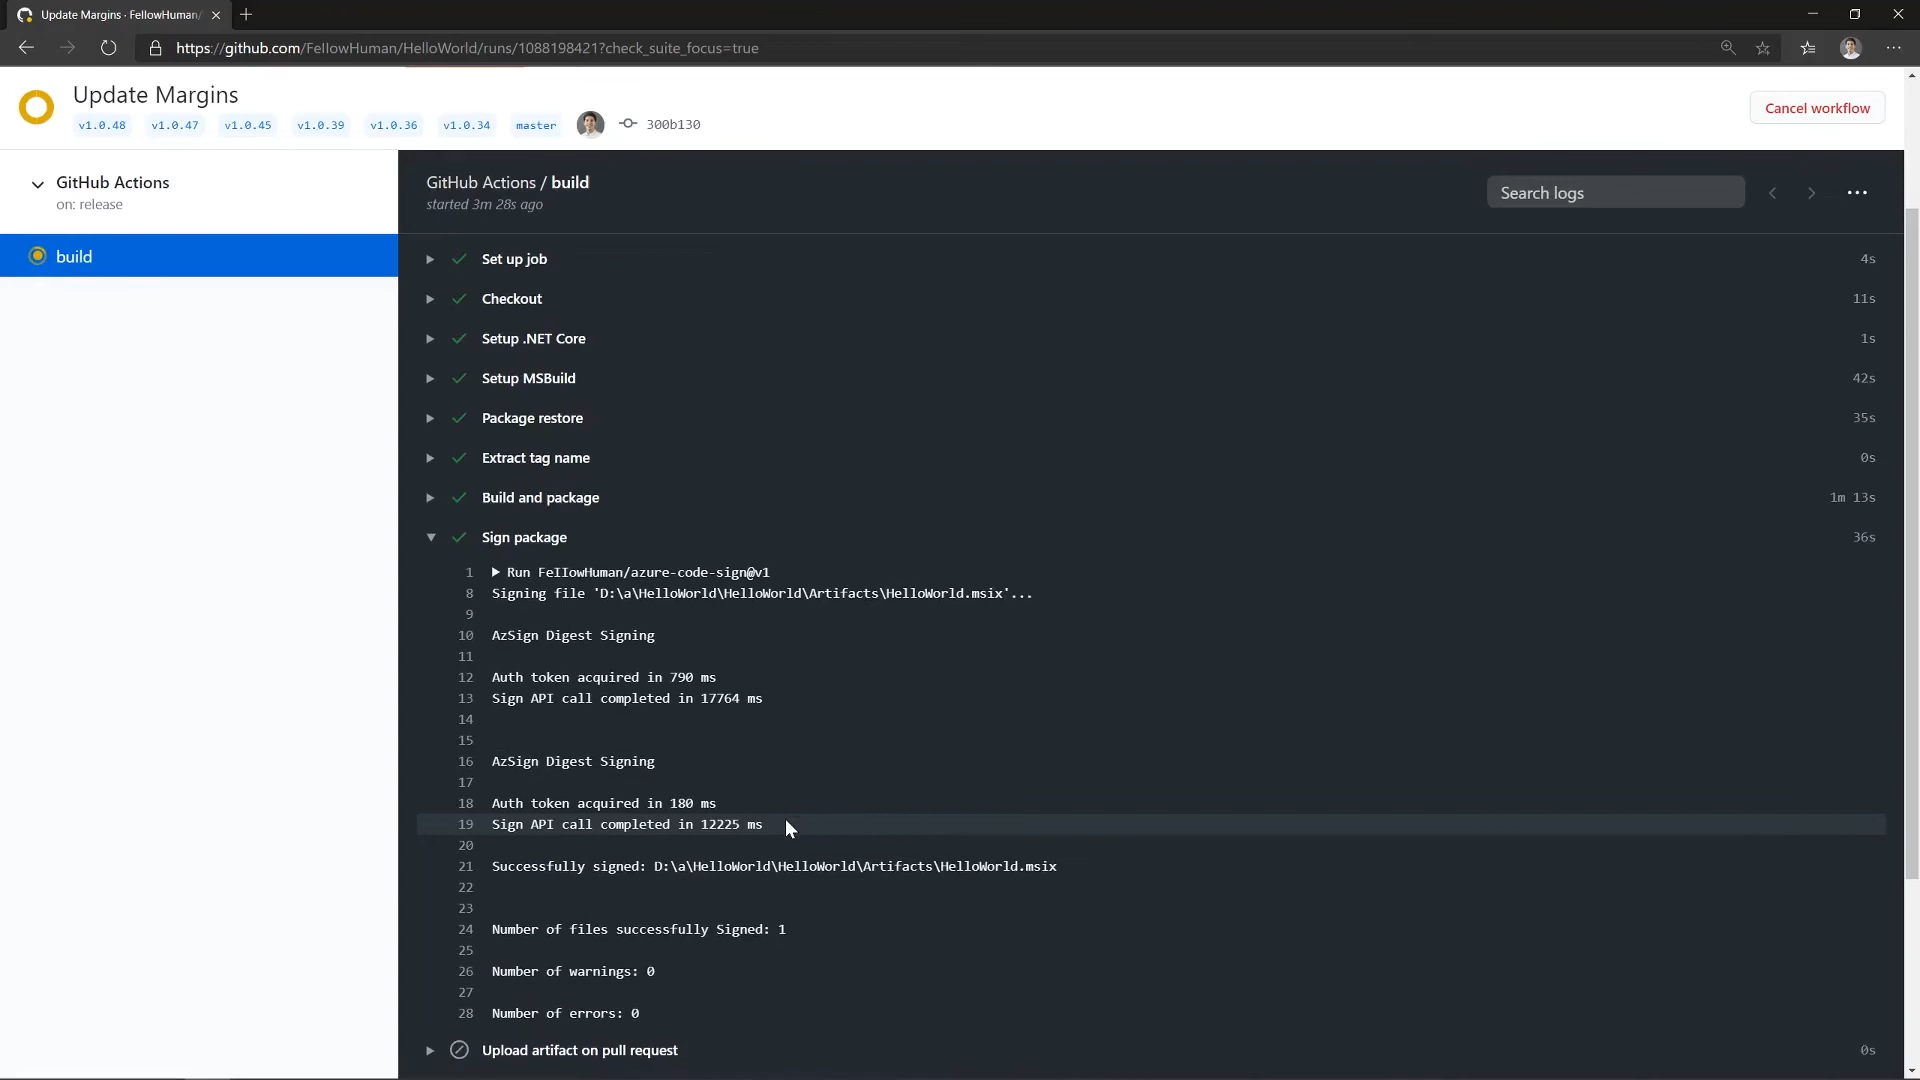 Update Margins · FellowHuman/
https://github.com/FellowHuman/HelloWorld/runs/1088198421?check_suite_focus=true
Update Margins
v1.0.48 v1.0.47 v1.0.45 v1.0.39 v1.0.36 v1.0.34 master 300b130
Cancel workflow
GitHub Actions
on: release
build
GitHub Actions / build
started 3m 28s ago
Search logs
Set up job 4s
Checkout 11s
Setup .NET Core 1s
Setup MSBuild 42s
Package restore 35s
Extract tag name 0s
Build and package 1m 13s
Sign package 36s
1 Run FeIIowHuman/azure-code-sign@v1
8 Signing file 'D:\a\HelloWorld\HelloWorld\Artifacts\HelloWorld.msix'...
9
10 AzSign Digest Signing
11
12 Auth token acquired in 790 ms
13 Sign API call completed in 17764 ms
14
15
16 AzSign Digest Signing
17
18 Auth token acquired in 180 ms
19 Sign API call completed in 12225 ms
20
21 Successfully signed: D:\a\HelloWorld\HelloWorld\Artifacts\HelloWorld.msix
22
23
24 Number of files successfully Signed: 1
25
26 Number of warnings: 0
27
28 Number of errors: 0
Upload artifact on pull request 0s